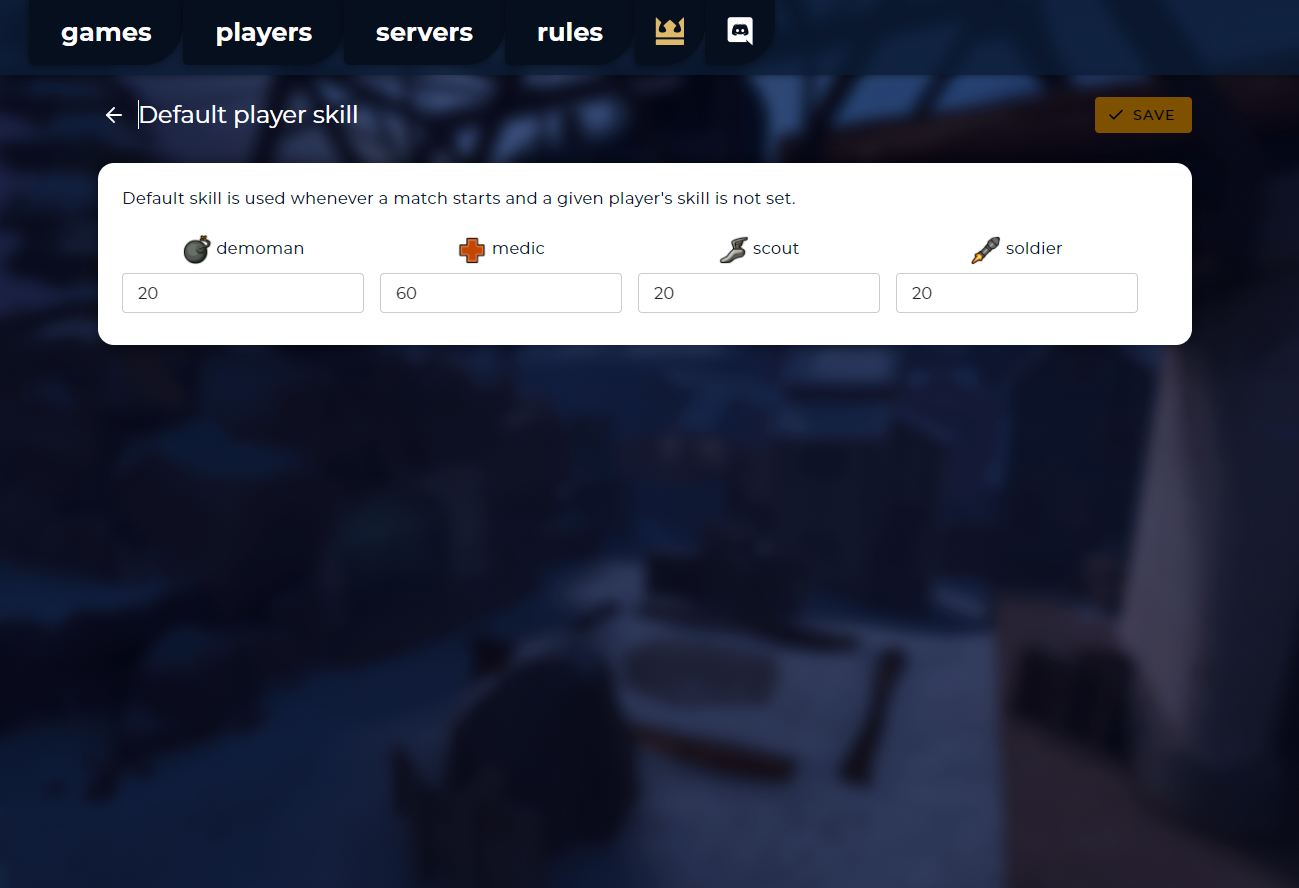 games players servers rules
Default player skill
SAVE
Default skill is used whenever a match starts and a given player's skill is not set.
demoman medic scout soldier
20 60 20 20